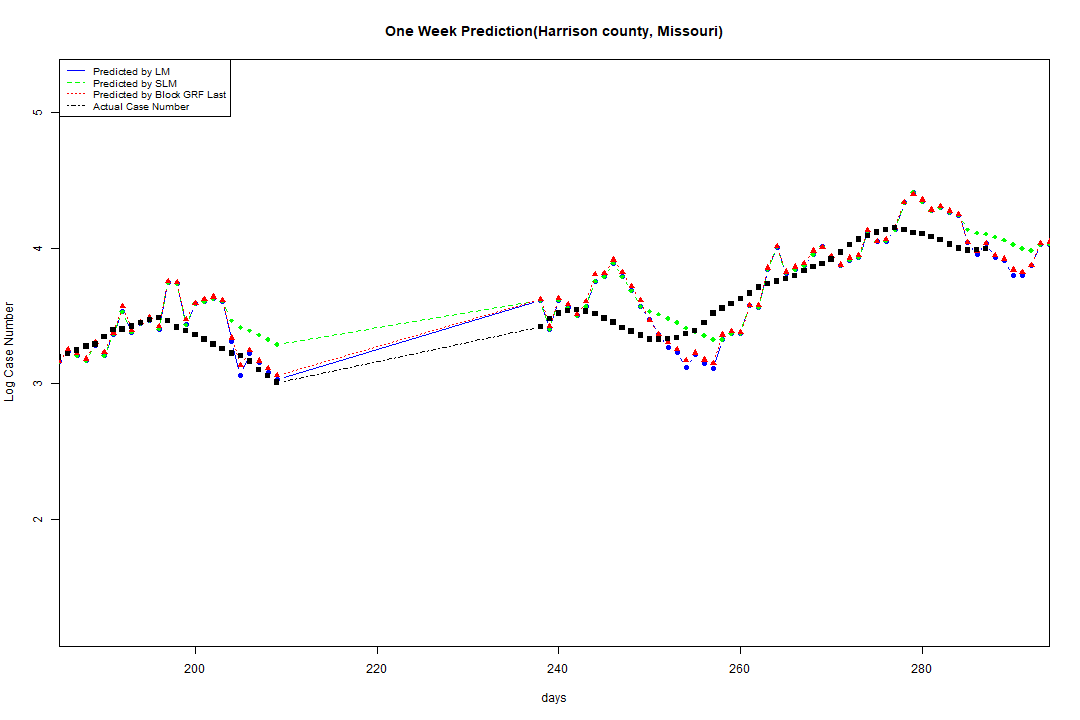 One Week Prediction(Harrison county, Missouri)
Predicted by LM
Predicted by SLM
Predicted by Block GRF Last
Actual Case Number
5
4
3
2
Log Case Number
200 220 240 260 280
days